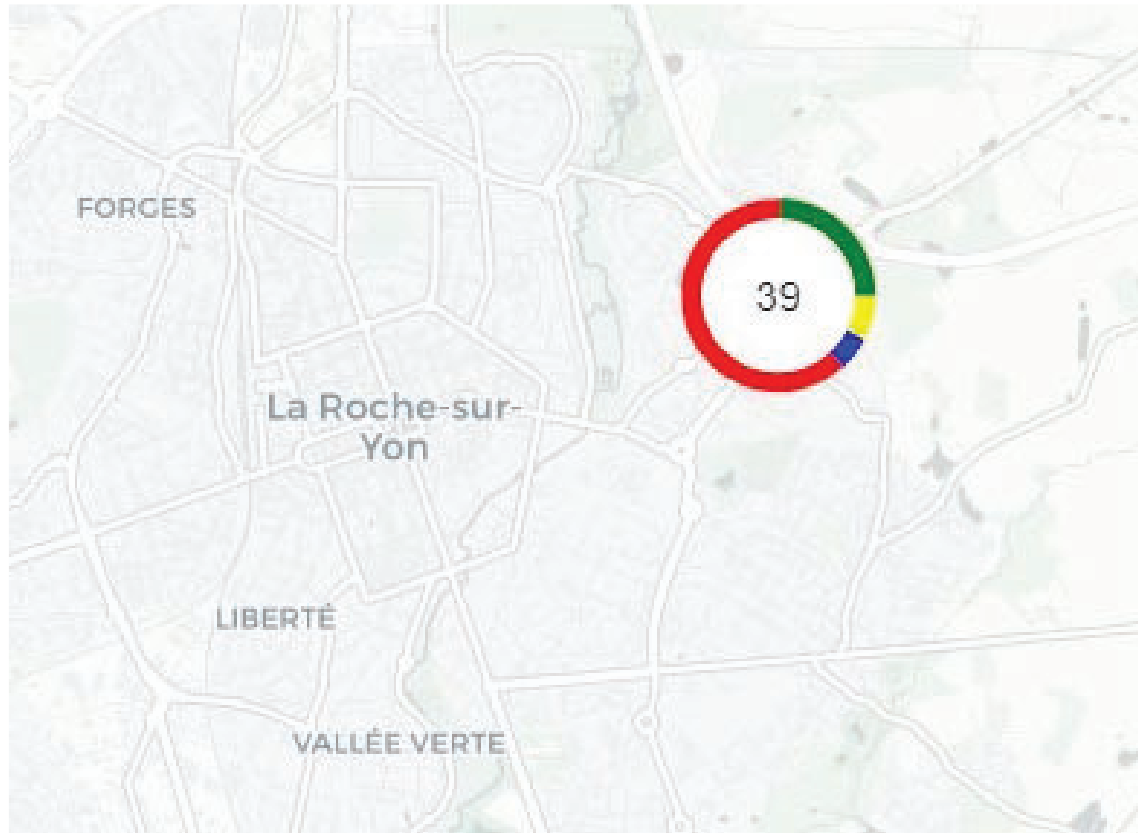 FORGES
39
La Roche-sur-
Yon
LIBERTÉ
VALLÉE VERTE